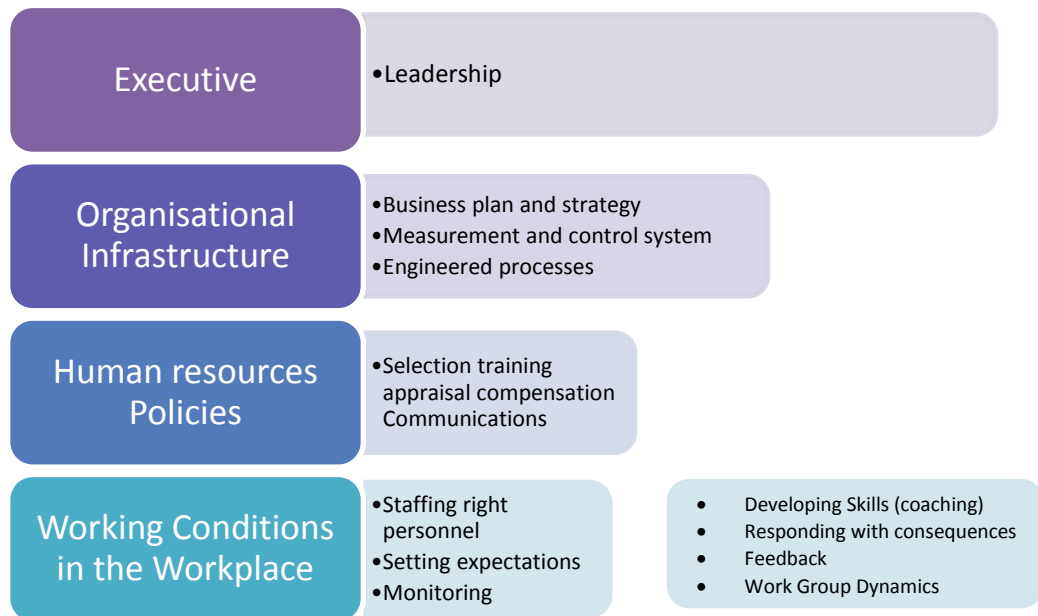 Executive
•Leadership
Organisational
Infrastructure
•Business plan and strategy
•Measurement and control system
•Engineered processes
Human resources
Policies
•Selection training
appraisal compensation
Communications
Working Conditions
in the Workplace
•Staffing right
personnel
•Setting expectations
•Monitoring
• Developing Skills (coaching)
• Responding with consequences
• Feedback
• Work Group Dynamics